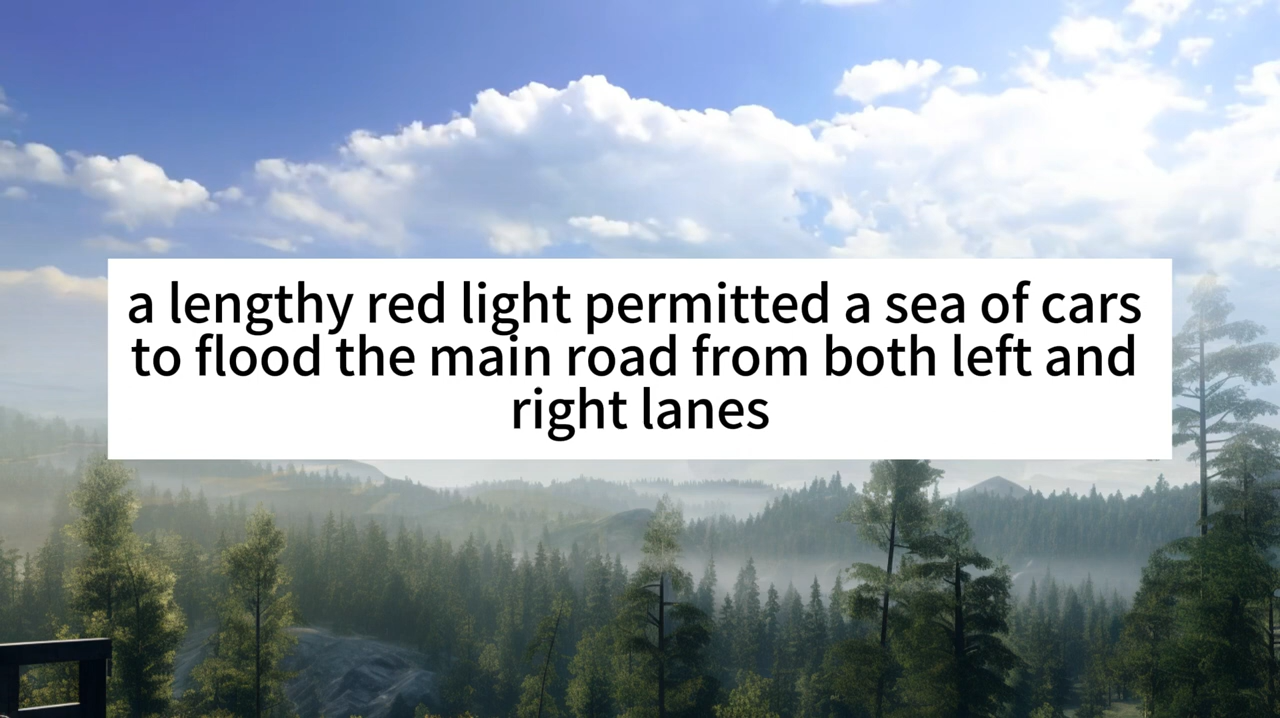 a lengthy red light permitted a sea of cars
to flood the main road from both left and
right lanes